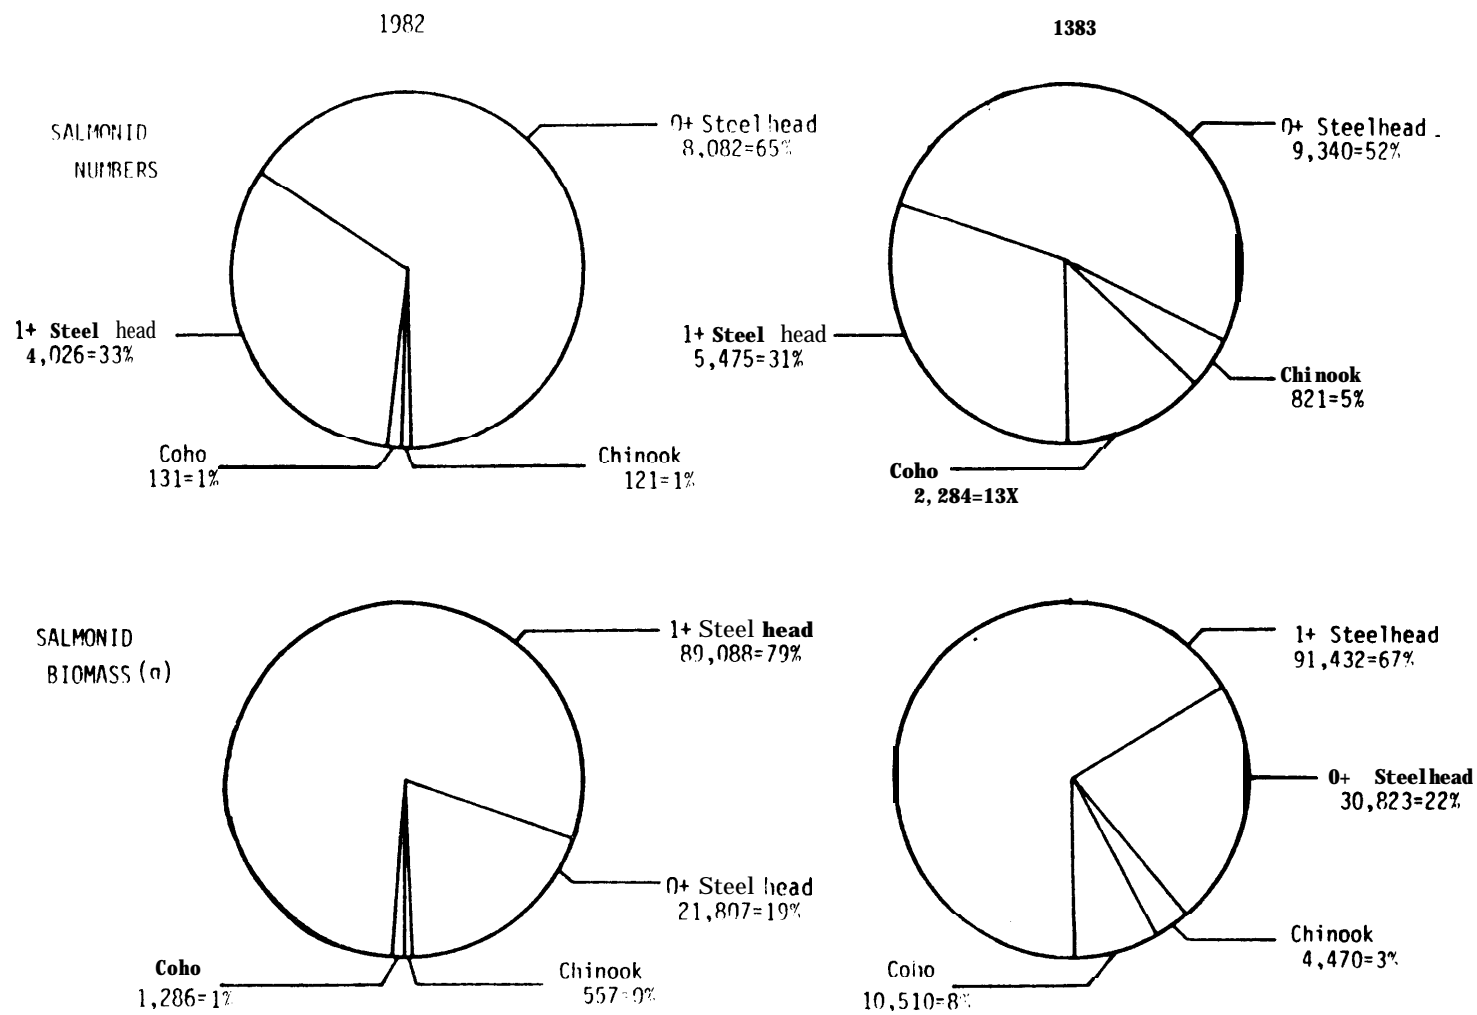 1982
1383
SALMONID
NUMBERS
0+ Steelhead
8,082=65%
0+ Steelhead
9,340=52%
1+ Steel head
4,026=33%
1+ Steel head
5,475=31%
Chinook
821=5%
Coho
131=1%
Chinook
121=1%
Coho
2, 284=13X
SALMONID
BIOMASS (g)
1+ Steel head
89,088=79%
1+ Steelhead
91,432=67%
0+ Steelhead
30,823=22%
0+ Steel head
21,807=19%
Chinook
4,470=3%
Coho
1,286=1%
Chinook
557=0%
Coho
10,510=8%